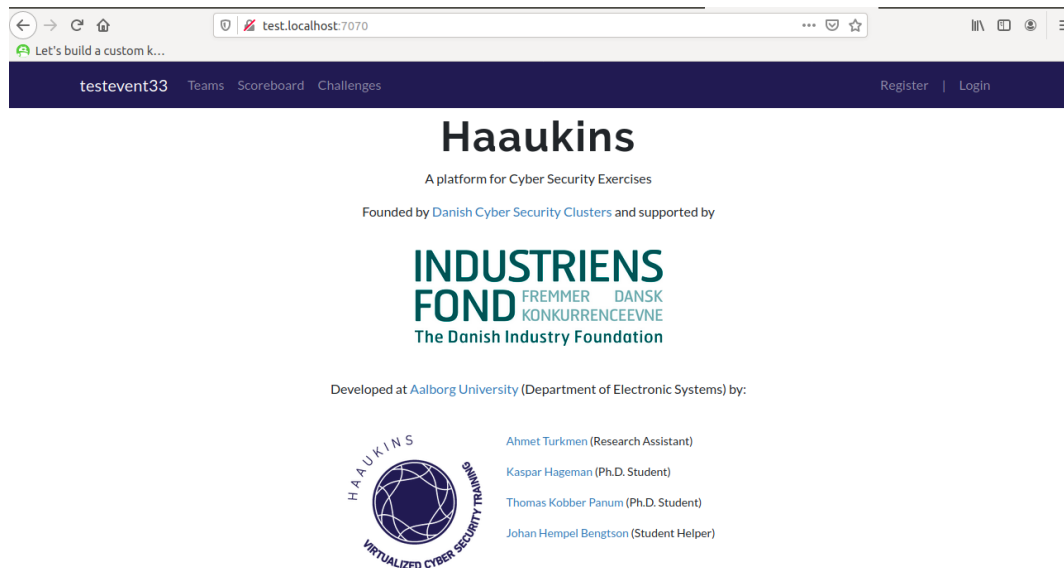 test.localhost:7070
Let's build a custom k...
testevent33 Teams Scoreboard Challenges Register | Login
Haaukins
A platform for Cyber Security Exercises
Founded by Danish Cyber Security Clusters and supported by
INDUSTRIENS
FOND FREMMER DANSK
KONKURRENCEEVNE
The Danish Industry Foundation
Developed at Aalborg University (Department of Electronic Systems) by:
HAAUKINS
VIRTUALIZED CYBER SECURITY TRAINING
Ahmet Turkmen (Research Assistant)
Kaspar Hageman (Ph.D. Student)
Thomas Kobber Panum (Ph.D. Student)
Johan Hempel Bengtson (Student Helper)